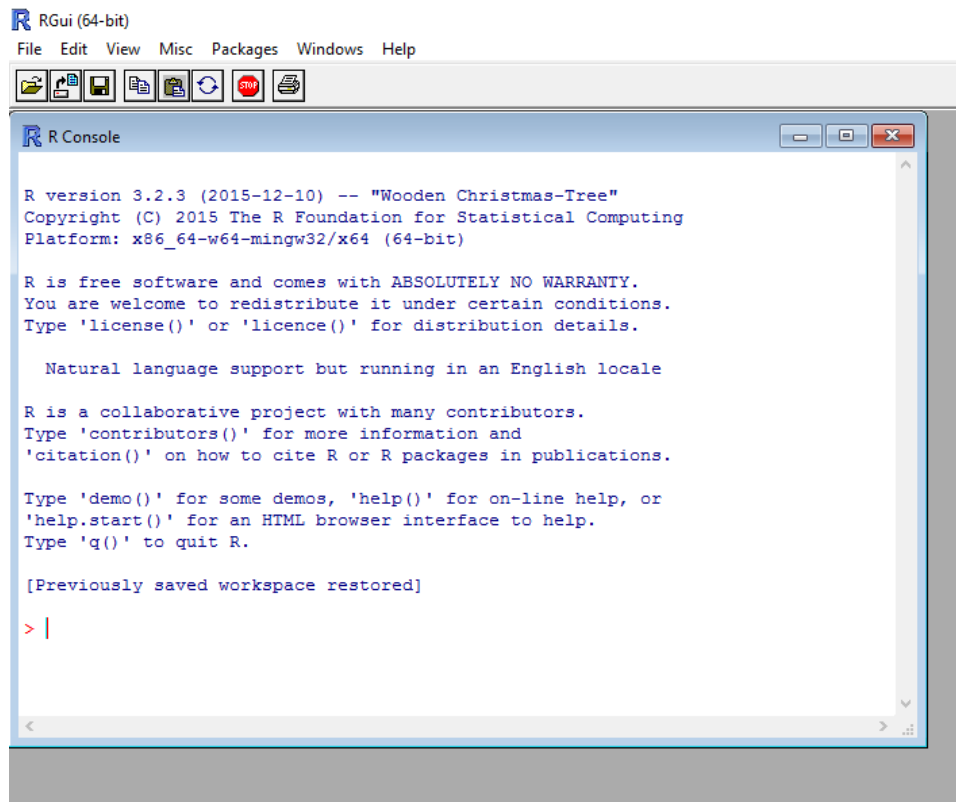 RGui (64-bit)
File Edit View Misc Packages Windows Help
STOP
R Console
R version 3.2.3 (2015-12-10) -- "Wooden Christmas-Tree"
Copyright (C) 2015 The R Foundation for Statistical Computing
Platform: x86_64-w64-mingw32/x64 (64-bit)
R is free software and comes with ABSOLUTELY NO WARRANTY.
You are welcome to redistribute it under certain conditions.
Type 'license()' or 'licence()' for distribution details.
Natural language support but running in an English locale
R is a collaborative project with many contributors.
Type 'contributors()' for more information and
'citation()' on how to cite R or R packages in publications.
Type 'demo()' for some demos, 'help()' for on-line help, or
'help.start()' for an HTML browser interface to help.
Type 'q()' to quit R.
[Previously saved workspace restored]
>